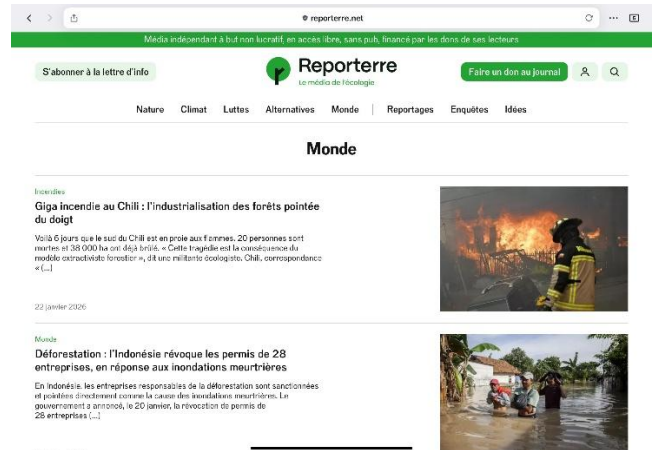 reporterre.net
Média indépendant à but non lucratif, en accès libre, sans pub, financé par les dons de ses lecteurs
S'abonner à la lettre d'info
Reporterre
Le média de l'écologie
Faire un don au journal
Nature Climat Luttes Alternatives Monde | Reportages Enquêtes Idées
Monde
Incendies
Giga incendie au Chili : l'industrialisation des forêts pointée
du doigt
Voilà 6 jours que le sud du Chili est en proie aux flammes. 20 personnes sont
mortes et 38 000 ha ont déjà brûlé. « Cette tragédie est la conséquence du
modèle extractiviste forestier », dit une militante écologiste. Chili, correspondance
« (...)
22 janvier 2026
Monde
Déforestation : l'Indonésie révoque les permis de 28
entreprises, en réponse aux inondations meurtrières
En Indonésie, les entreprises responsables de la déforestation sont sanctionnées
et pointées directement comme la cause des inondations meurtrières. Le
gouvernement a annoncé, le 20 janvier, la révocation de permis de
28 entreprises (...)